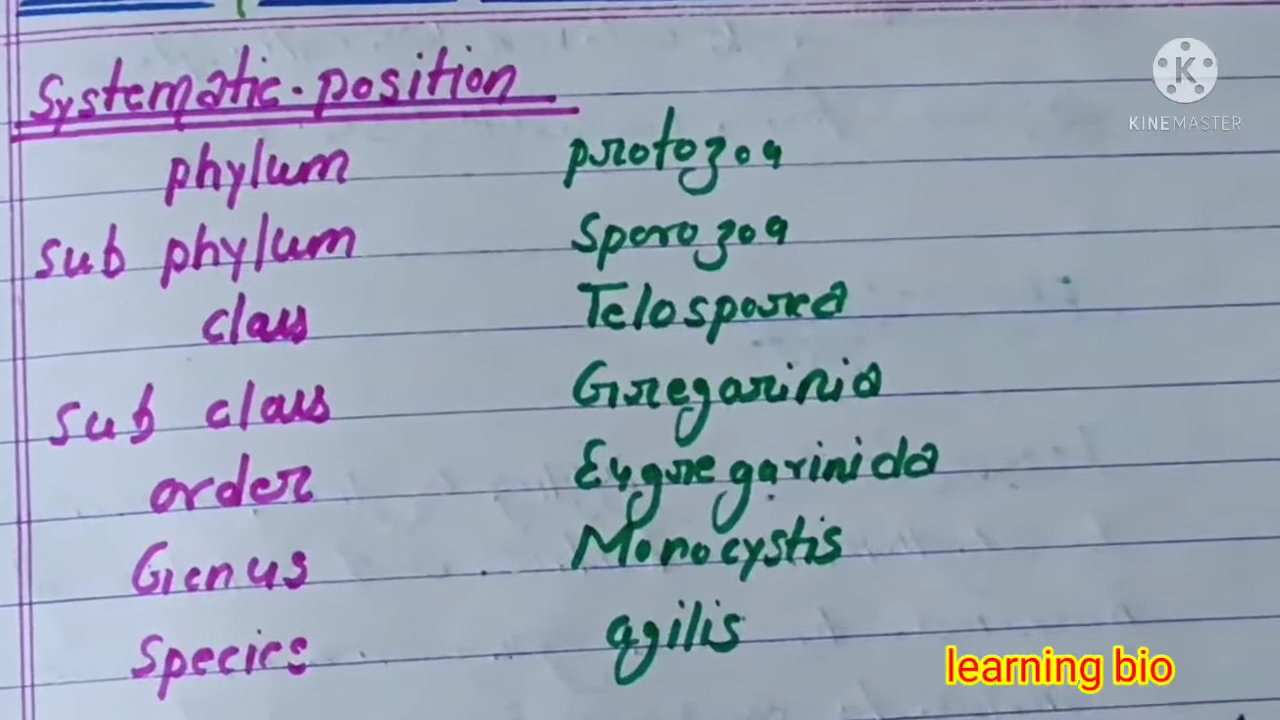 Systematic.position
phylum protozoa
sub phylum Sporozoa
class Telosporea
sub class Gregarinia
order Eugregarinida
Genus Monocystis
Species agilis
KINEMASTER
learning bio